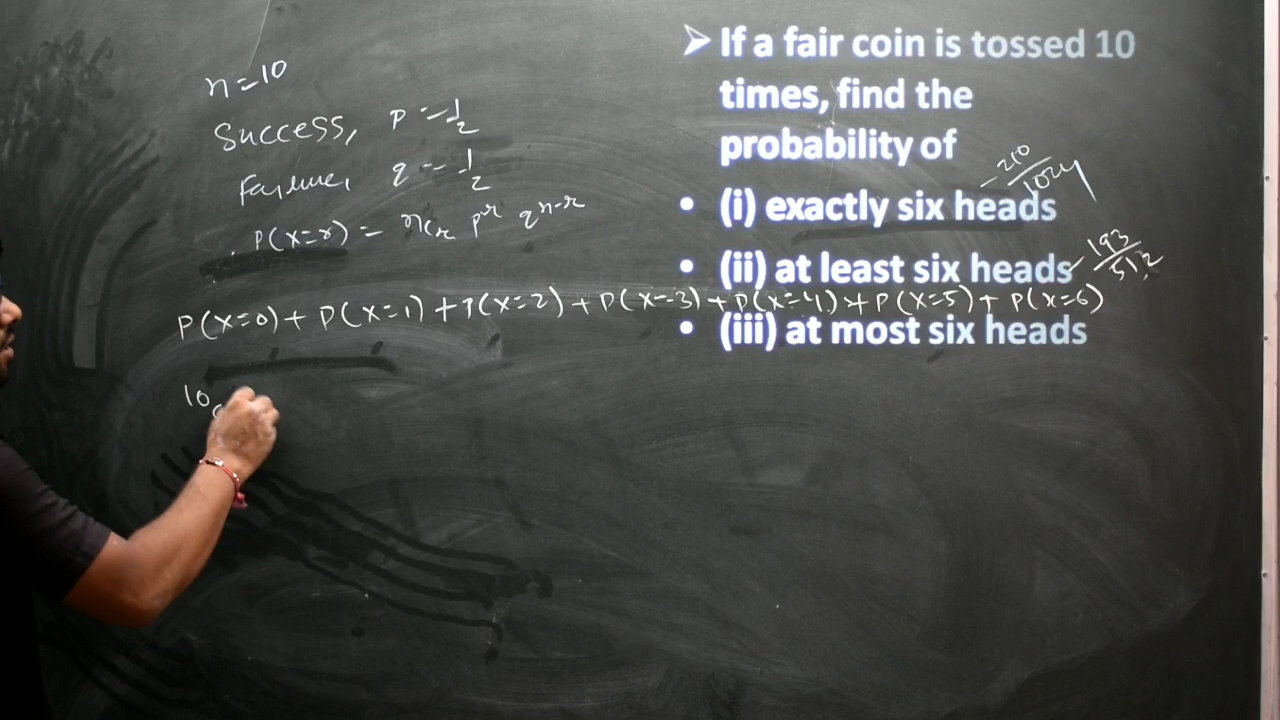 n=10
Success, p=1/2
Failure, q=1/2
P(X=r) = nCr p^r q^n-r
P(X=0) + P(X=1) + P(X=2) + P(X=3) + P(X=4) + P(X=5) + P(X=6)
10c
➤ If a fair coin is tossed 10
times, find the
probability of
• (i) exactly six heads - 210/1024
• (ii) at least six heads - 193/512
• (iii) at most six heads